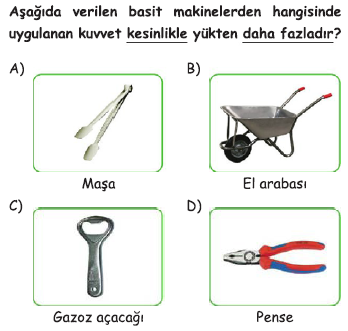 Aşağıda verilen basit makinelerden hangisinde
uygulanan kuvvet kesinlikle yükten daha fazladır?
A)
B)
Maşa
El arabası
C)
D)
Gazoz açacağı
Pense